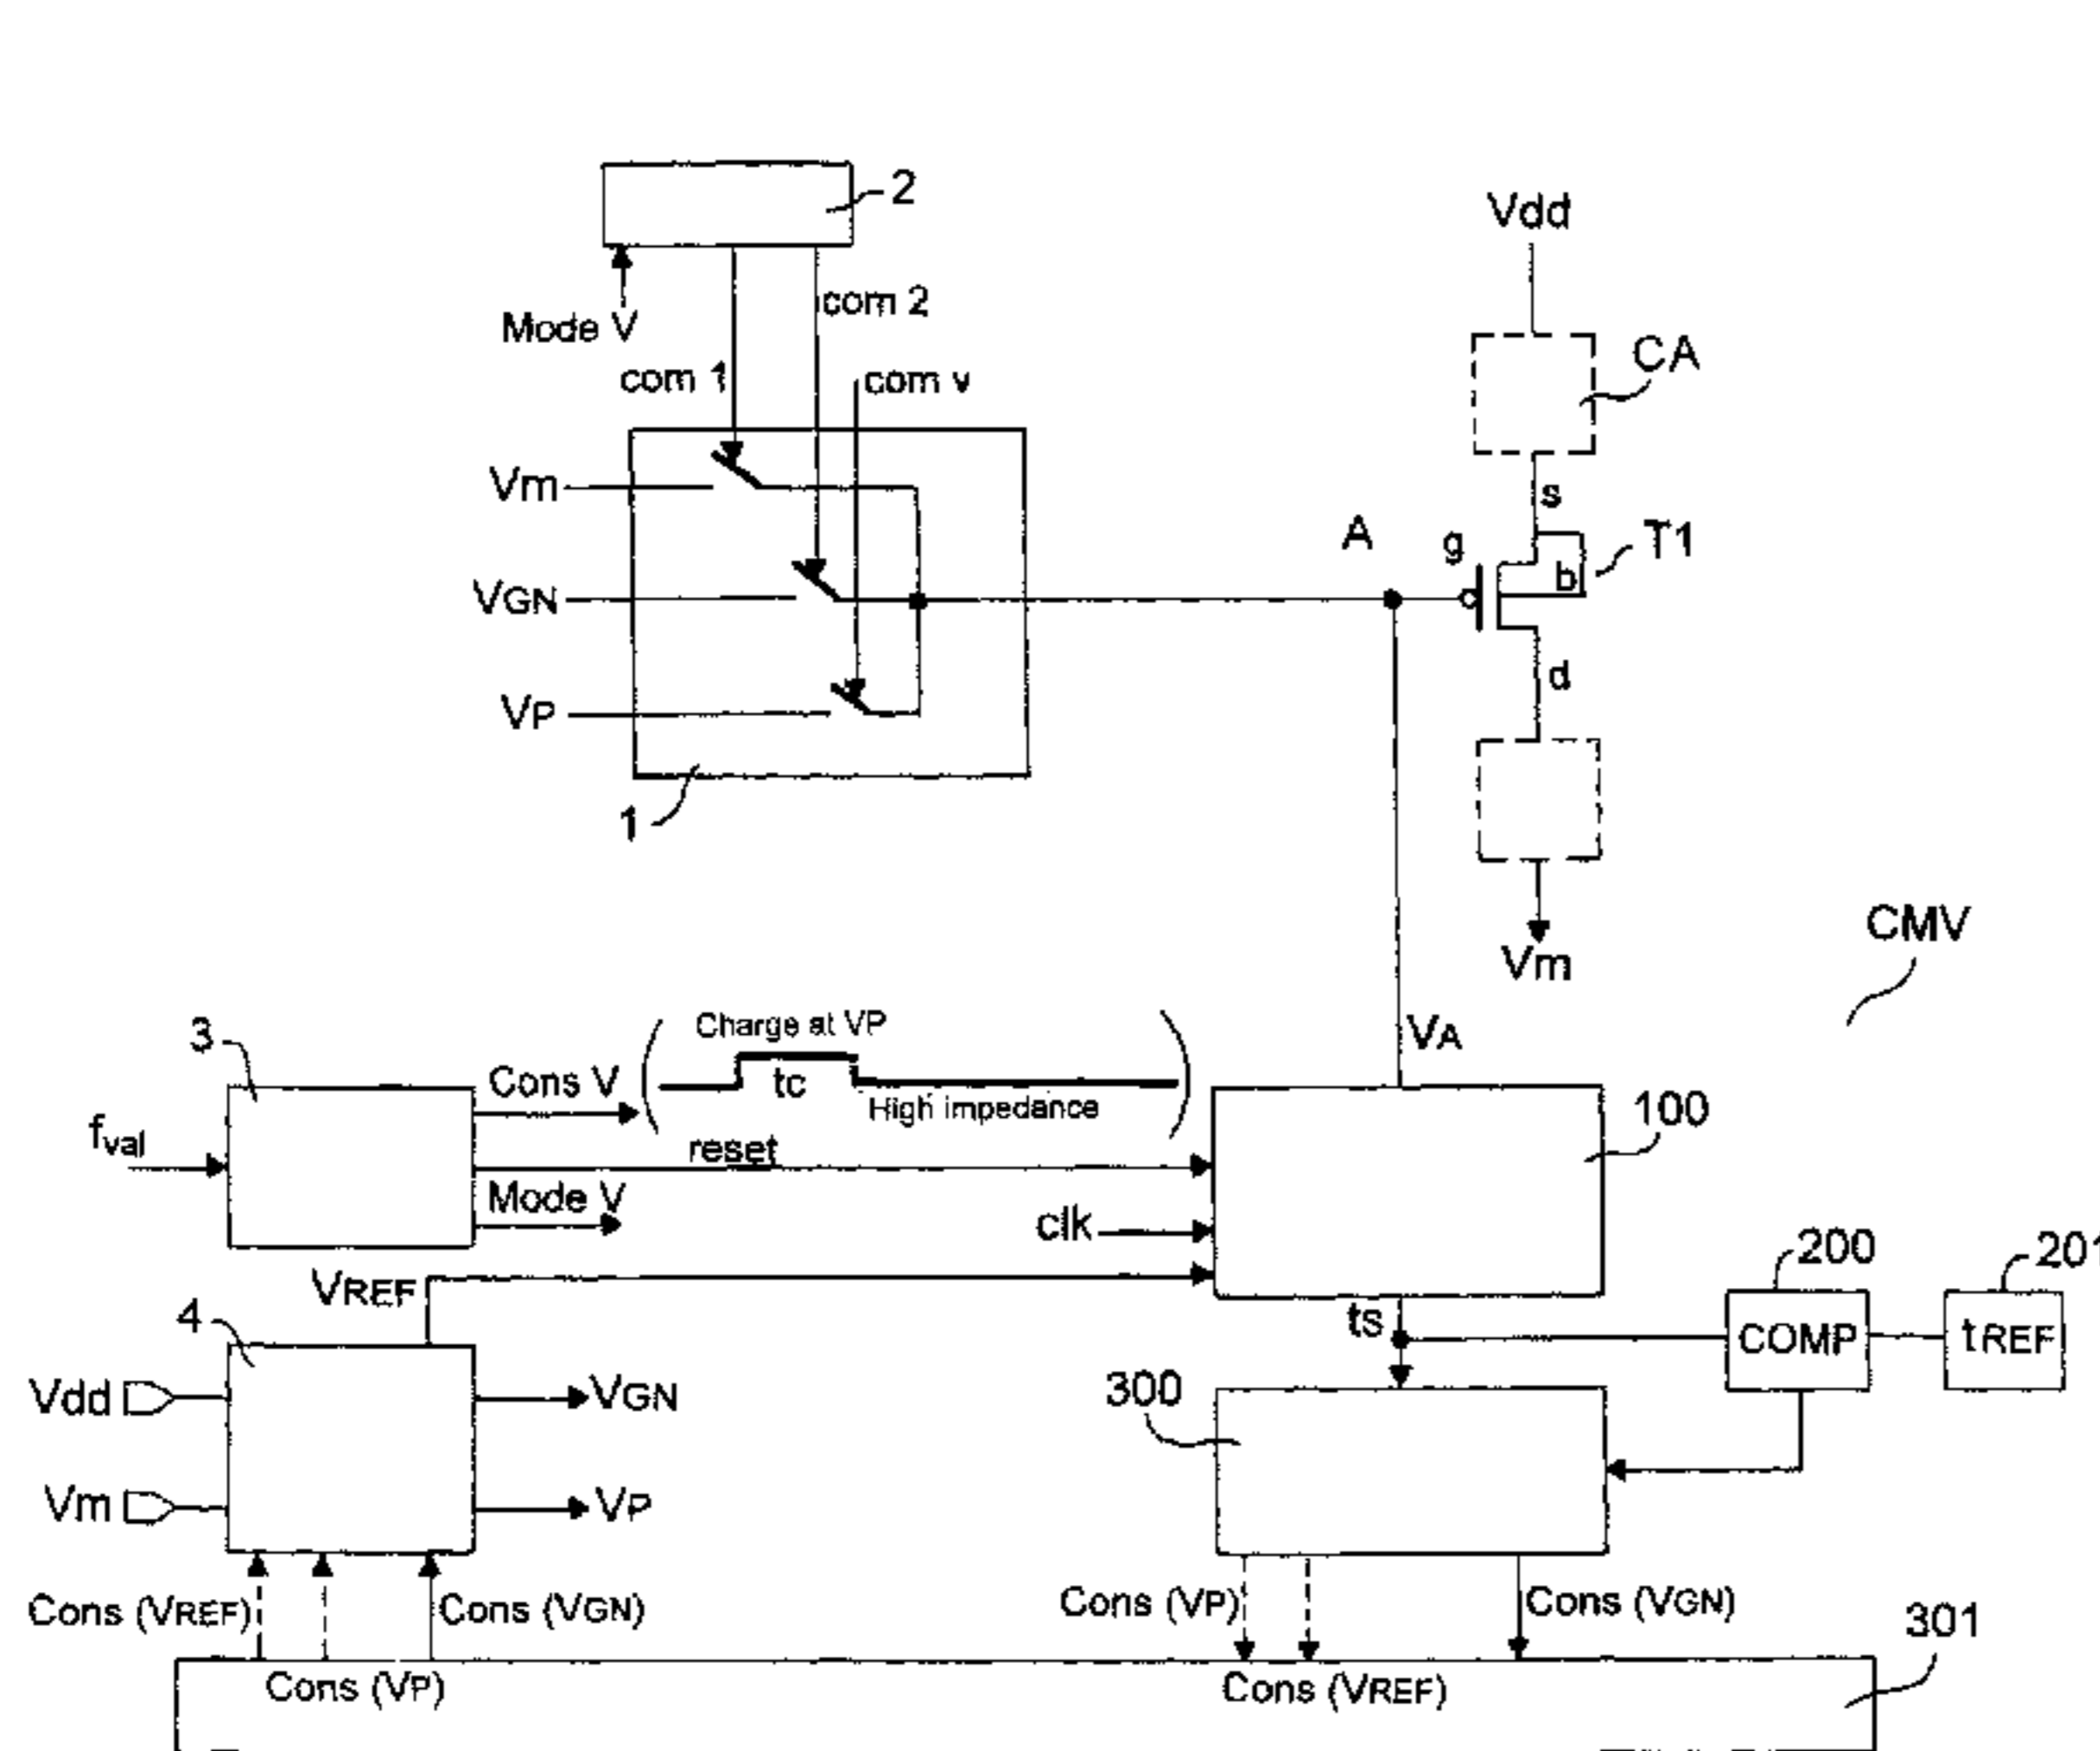 2
Vdd
Mode V
com 2
com 1
com v
CA
Vm
s
A
g
T1
b
VGN
d
VP
1
CMV
Vm
3
Charge at VP
VA
Cons V
tc
High impedance
100
fval
reset
Mode V
clk
200
201
VREF
4
ts
COMP
tREF
Vdd
VGN
300
Vm
VP
Cons (VREF)
Cons (VGN)
Cons (VP)
Cons (VGN)
301
Cons (VP)
Cons (VREF)